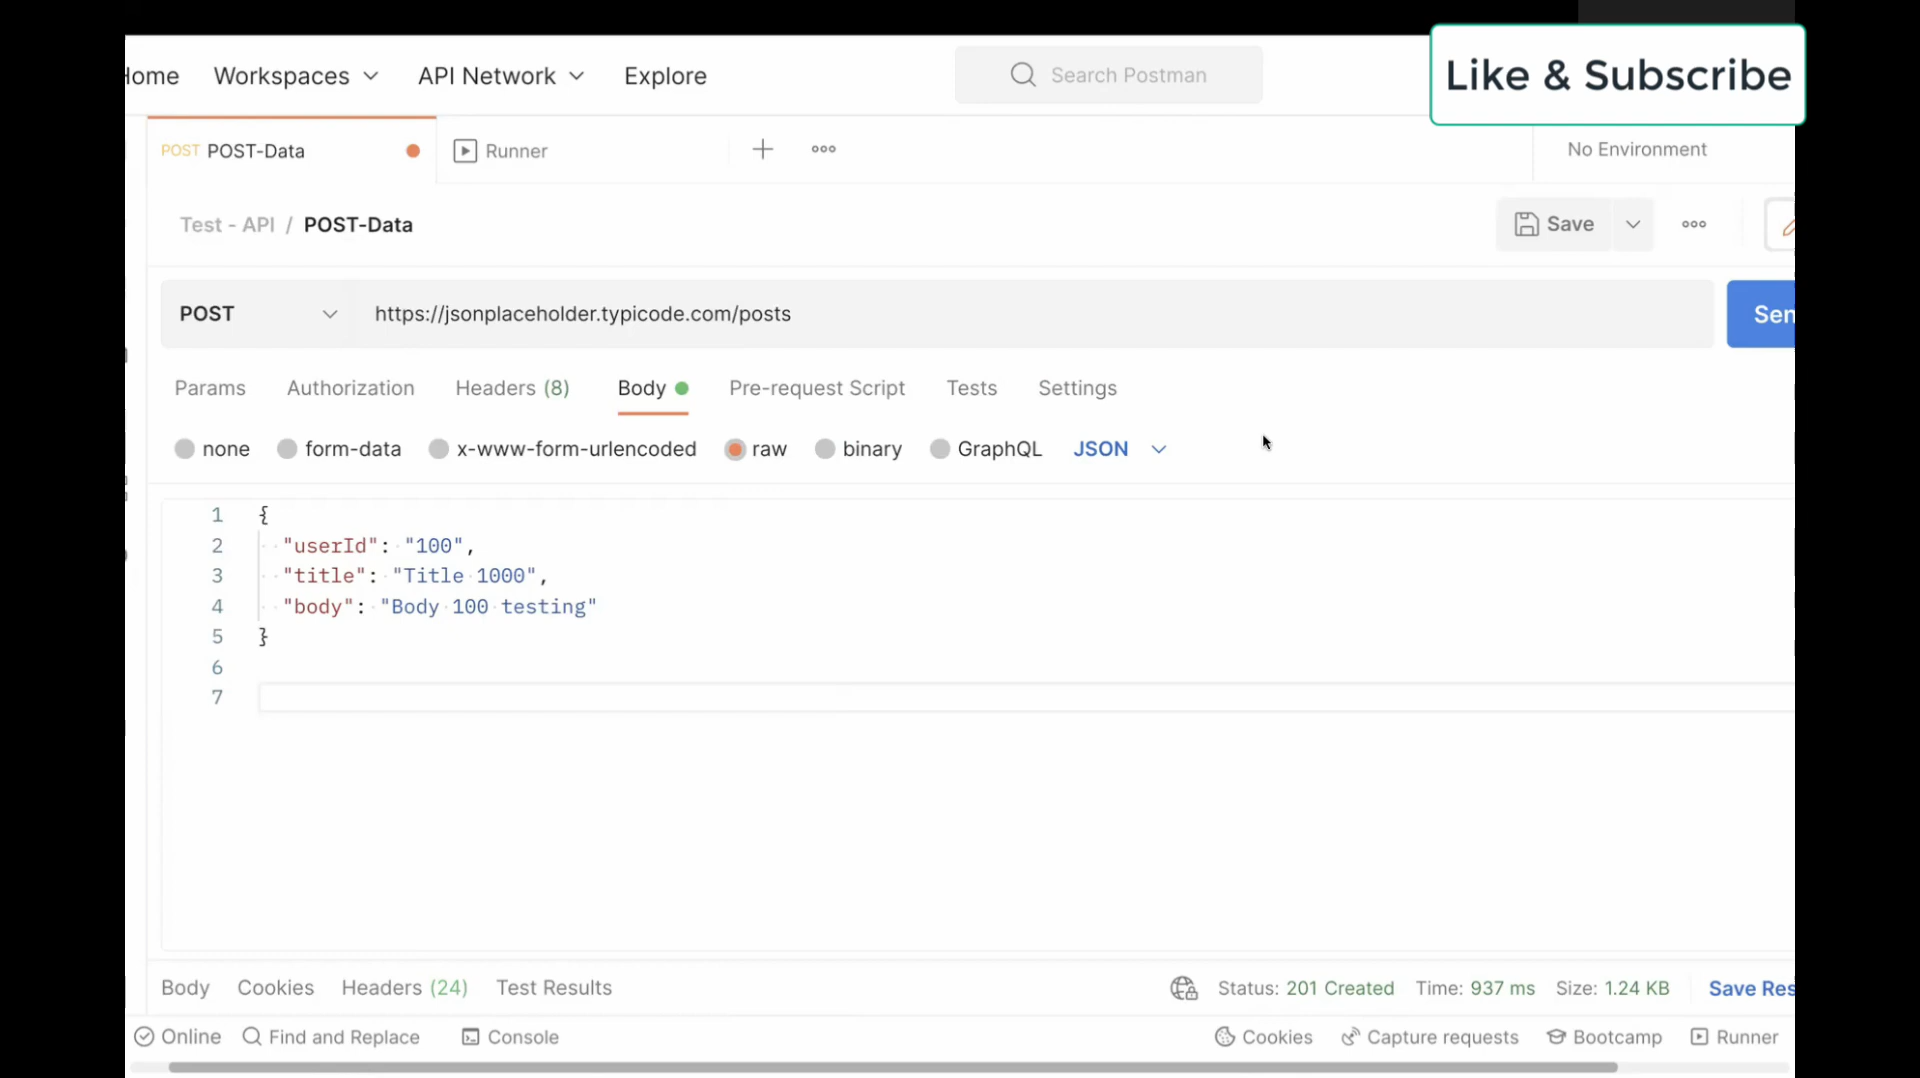 Home Workspaces API Network Explore Search Postman Like & Subscribe
POST POST-Data Runner No Environment
Test - API / POST-Data Save
POST https://jsonplaceholder.typicode.com/posts Sen
Params Authorization Headers (8) Body Pre-request Script Tests Settings
none form-data x-www-form-urlencoded raw binary GraphQL JSON
1 {
2 "userId": "100",
3 "title": "Title 1000",
4 "body": "Body 100 testing"
5 }
6
7
Body Cookies Headers (24) Test Results Status: 201 Created Time: 937 ms Size: 1.24 KB Save Res
Online Find and Replace Console Cookies Capture requests Bootcamp Runner